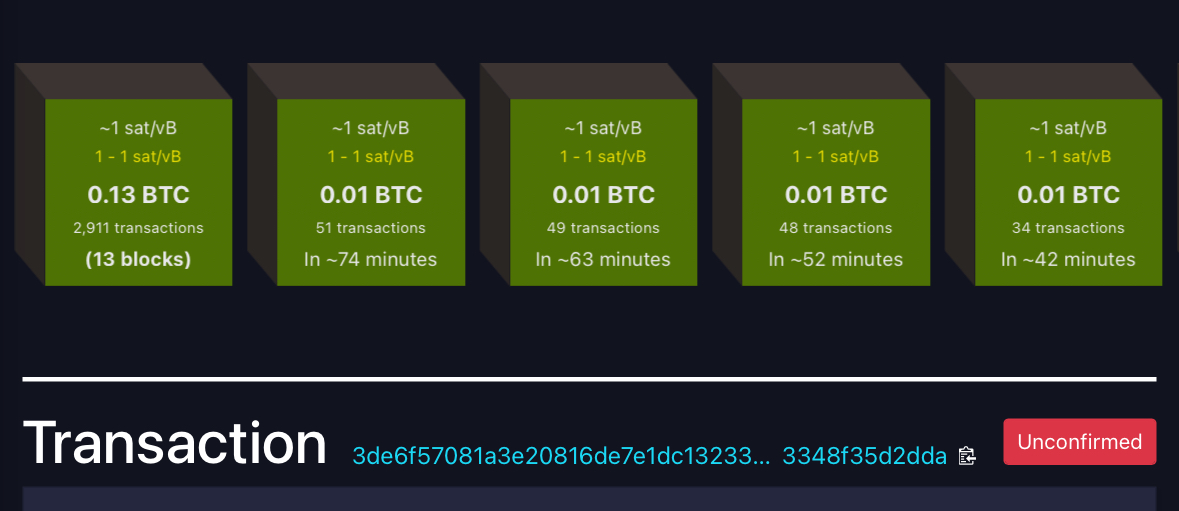 ~1 sat/vB
1 - 1 sat/vB
0.13 BTC
2,911 transactions
(13 blocks)
~1 sat/vB
1 - 1 sat/vB
0.01 BTC
51 transactions
In ~74 minutes
~1 sat/vB
1 - 1 sat/vB
0.01 BTC
49 transactions
In ~63 minutes
~1 sat/vB
1 - 1 sat/vB
0.01 BTC
48 transactions
In ~52 minutes
~1 sat/vB
1 - 1 sat/vB
0.01 BTC
34 transactions
In ~42 minutes
Transaction 3de6f57081a3e20816de7e1dc13233... 3348f35d2dda Unconfirmed